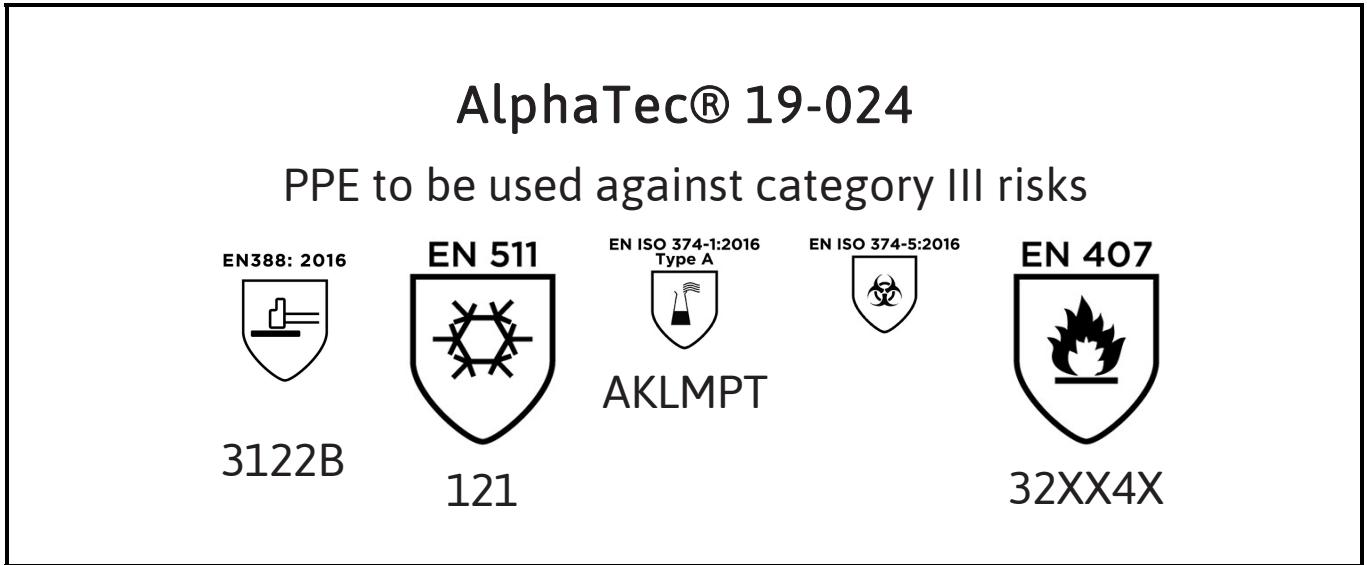 AlphaTec® 19-024
PPE to be used against category III risks
EN388: 2016
EN 511
EN ISO 374-1:2016
Type A
EN ISO 374-5:2016
EN 407
3122B
121
AKLMPT
32XX4X